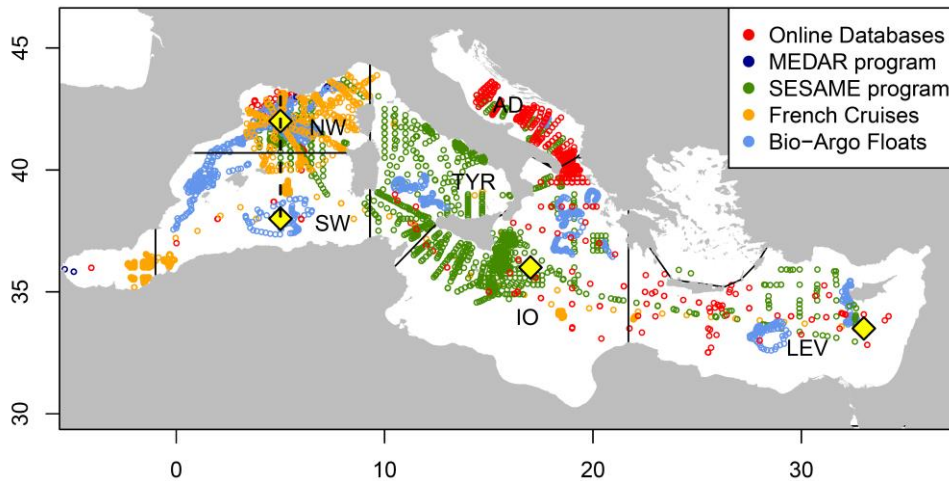 45
40
35
30
0
10
20
30
Online Databases
MEDAR program
SESAME program
French Cruises
Bio−Argo Floats
AD
NW
TYR
SW
IO
LEV